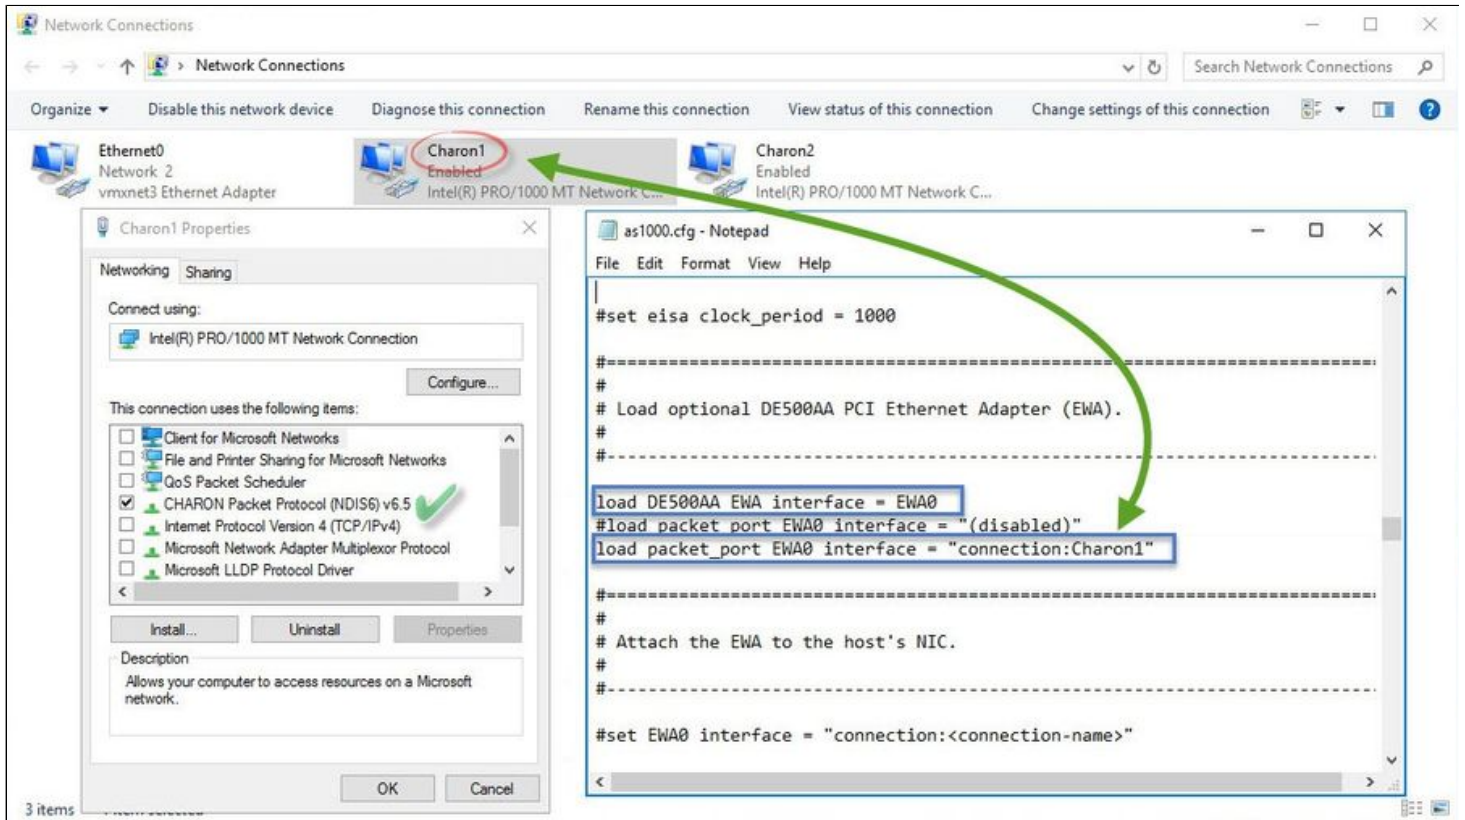 Network Connections
Network Connections
Search Network Connections
Organize
Disable this network device
Diagnose this connection
Rename this connection
View status of this connection
Change settings of this connection
Ethernet0
Network 2
vmxnet3 Ethernet Adapter
Charon1
Enabled
Intel(R) PRO/1000 MT Network C...
Charon2
Enabled
Intel(R) PRO/1000 MT Network C...
Charon1 Properties
Networking
Sharing
Connect using:
Intel(R) PRO/1000 MT Network Connection
Configure...
This connection uses the following items:
Client for Microsoft Networks
File and Printer Sharing for Microsoft Networks
QoS Packet Scheduler
CHARON Packet Protocol (NDIS6) v6.5
Internet Protocol Version 4 (TCP/IPv4)
Microsoft Network Adapter Multiplexor Protocol
Microsoft LLDP Protocol Driver
Install...
Uninstall
Properties
Description
Allows your computer to access resources on a Microsoft
network.
OK
Cancel
as1000.cfg - Notepad
File Edit Format View Help
#set eisa clock_period = 1000
#==============================================================================
#
# Load optional DE500AA PCI Ethernet Adapter (EWA).
#
#------------------------------------------------------------------------------
load DE500AA EWA interface = EWA0
#load packet_port EWA0 interface = "(disabled)"
load packet_port EWA0 interface = "connection:Charon1"
#==============================================================================
#
# Attach the EWA to the host's NIC.
#
#------------------------------------------------------------------------------
#set EWA0 interface = "connection:<connection-name>"
3 items